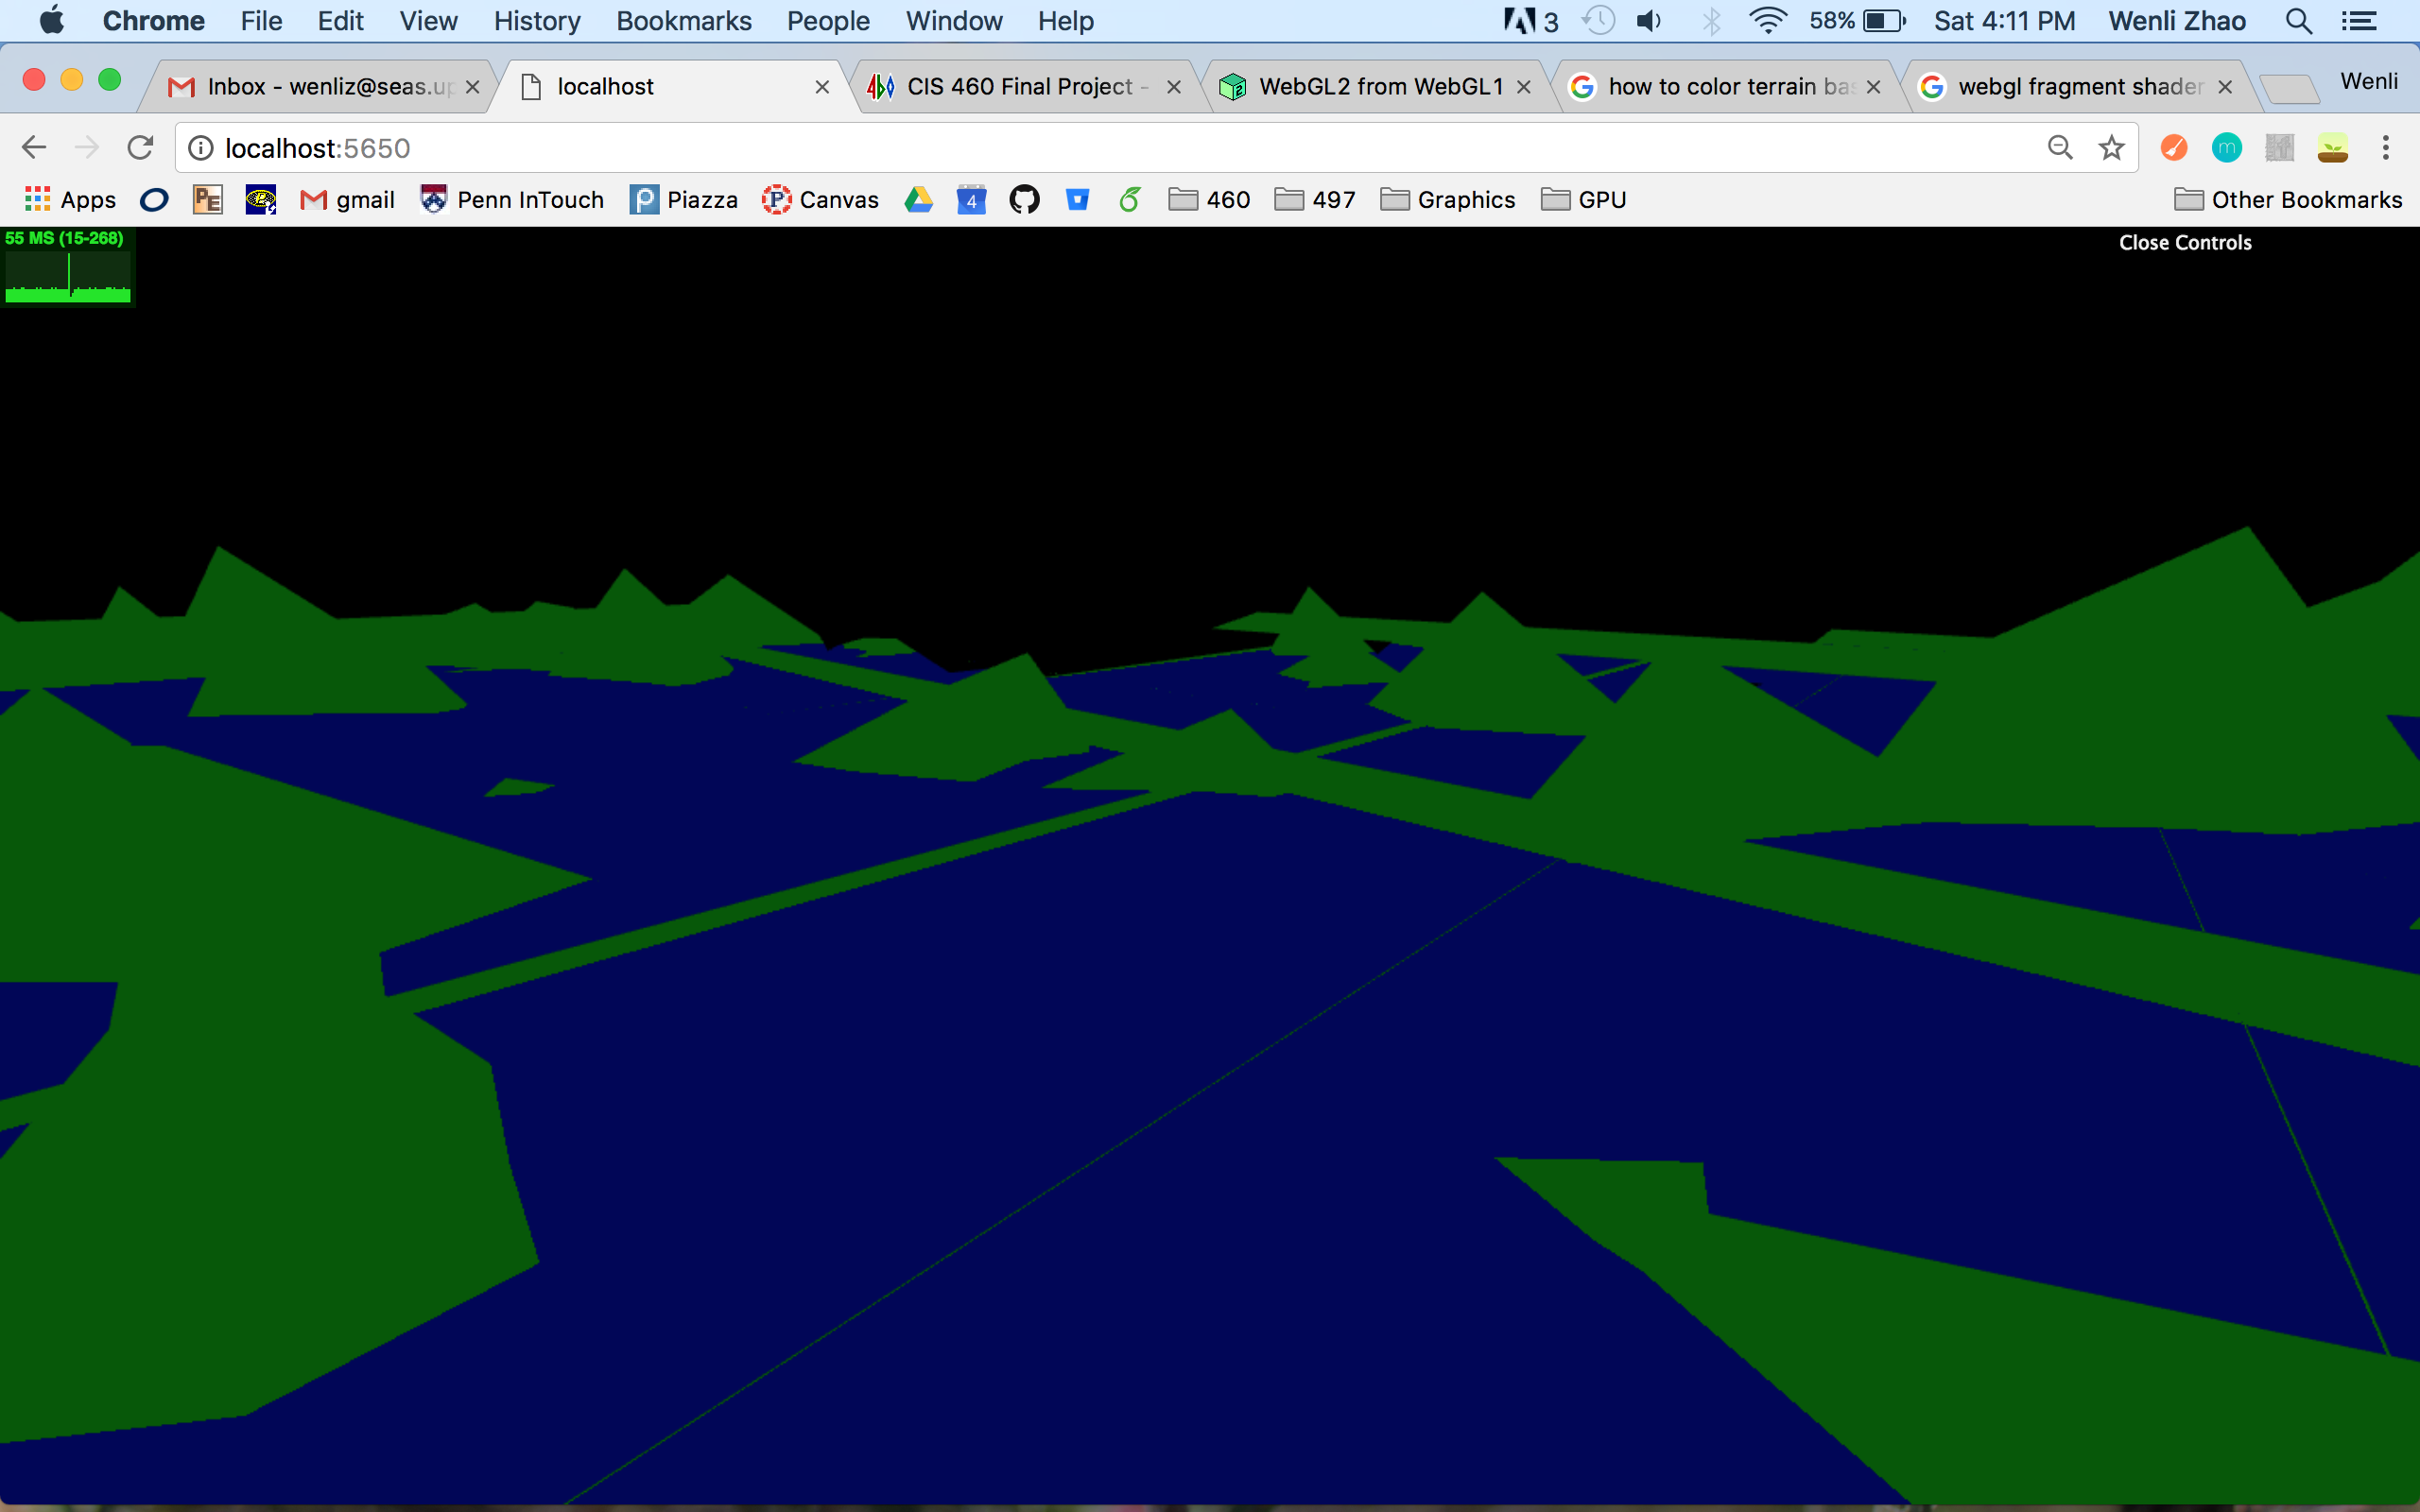 Chrome File Edit View History Bookmarks People Window Help 3 58% Sat 4:11 PM Wenli Zhao
Inbox - wenliz@seas.up localhost CIS 460 Final Project - WebGL2 from WebGL1 how to color terrain bas webgl fragment shader Wenli
localhost:5650
Apps PE gmail Penn InTouch Piazza Canvas 4 460 497 Graphics GPU Other Bookmarks
55 MS (15-268) Close Controls